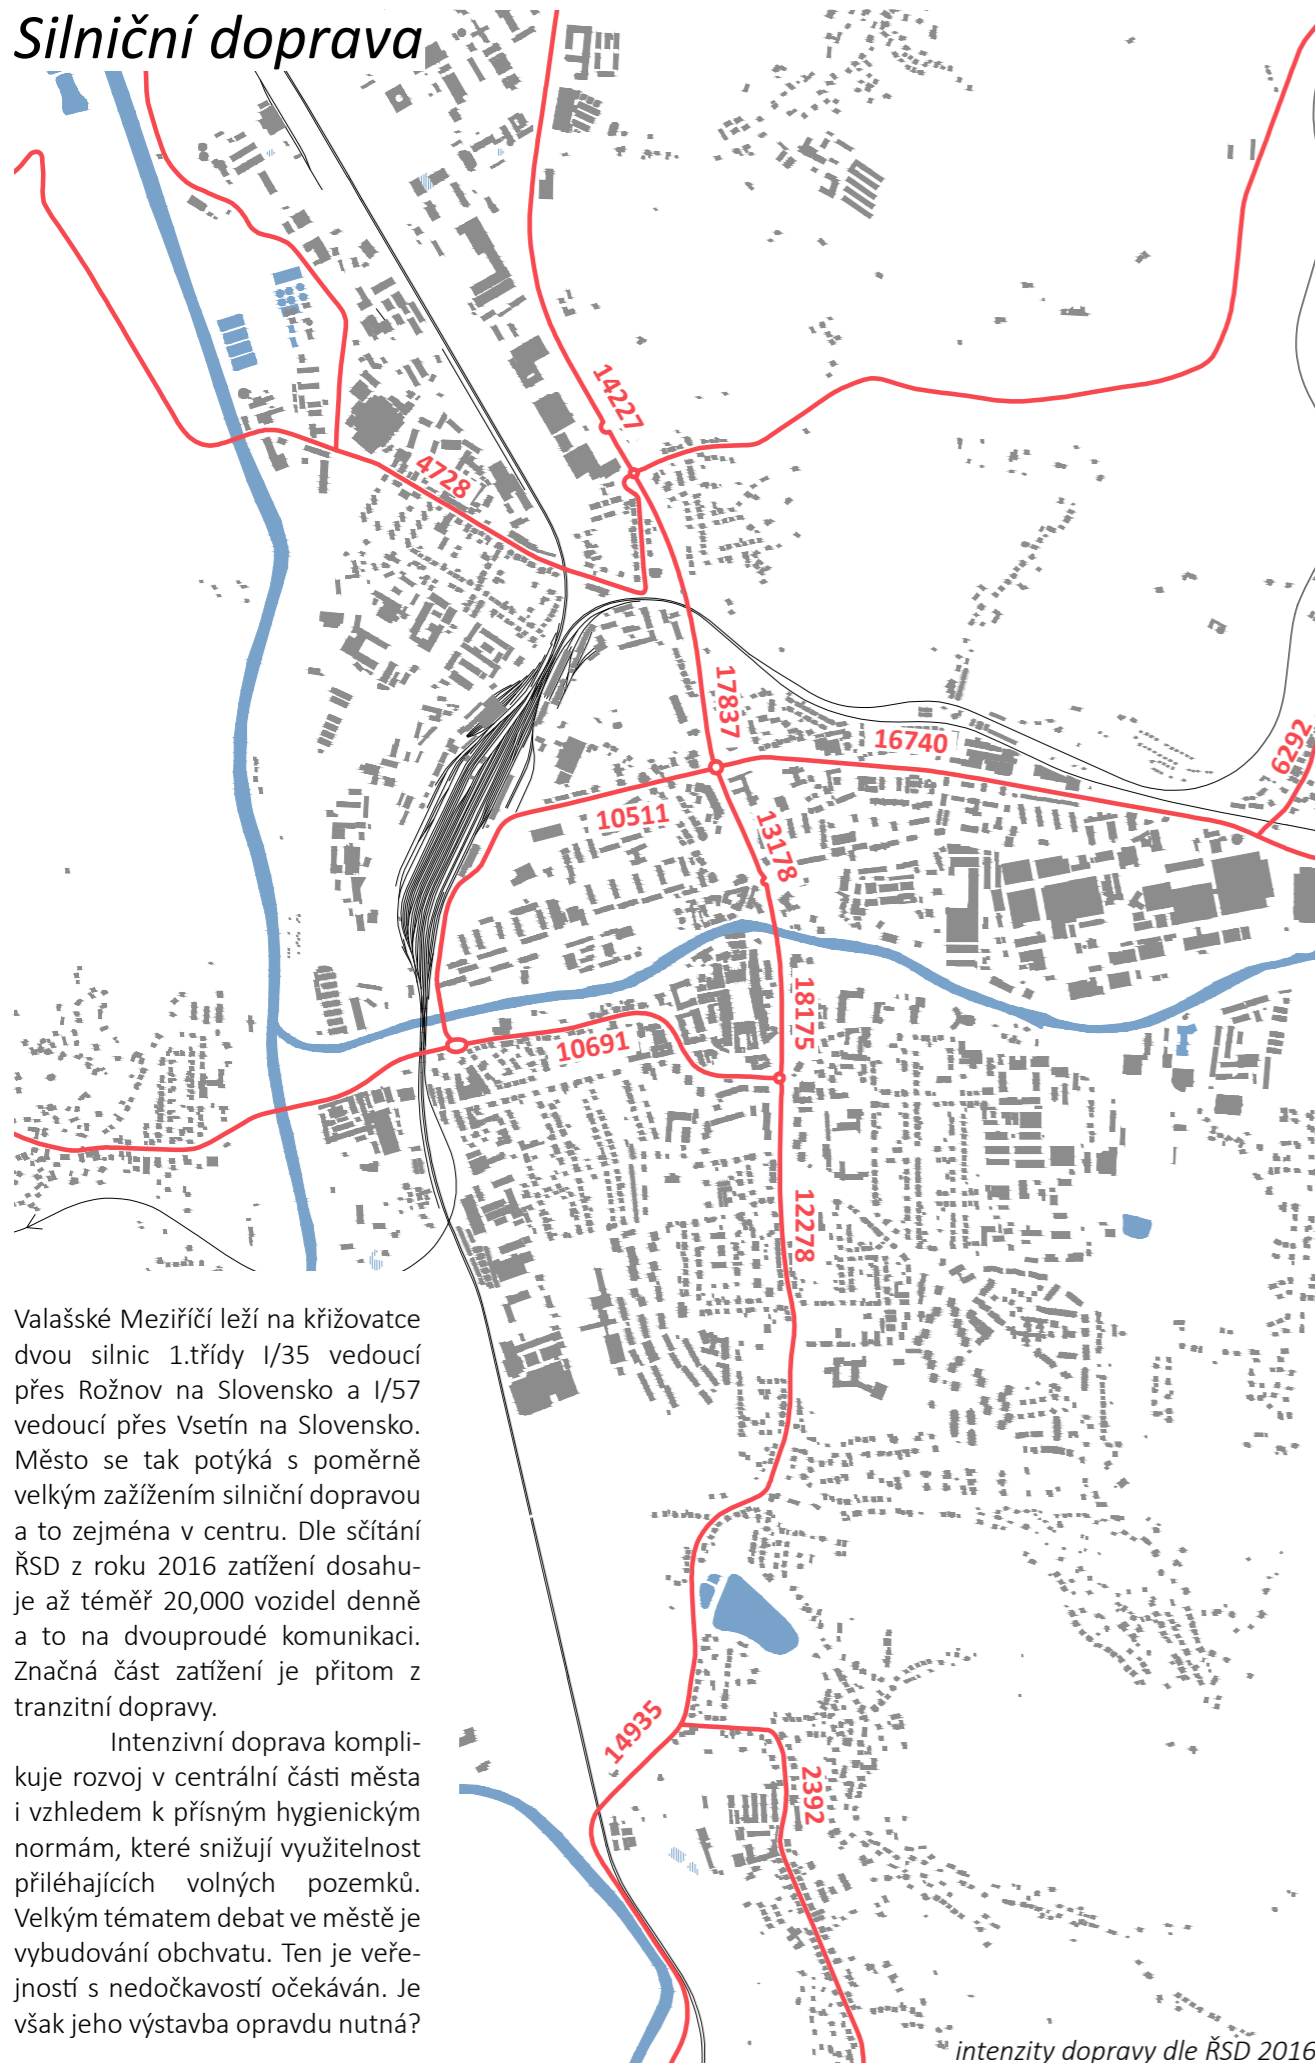 Silniční doprava
14227
4728
17837
16740
6292
10511
13178
18175
10691
12278
Valašské Meziříčí leží na křižovatce
dvou silnic 1.třídy I/35 vedoucí
přes Rožnov na Slovensko a I/57
vedoucí přes Vsetín na Slovensko.
Město se tak potýká s poměrně
velkým zažížením silniční dopravou
a to zejména v centru. Dle sčítání
ŘSD z roku 2016 zatížení dosahu-
je až téměř 20,000 vozidel denně
a to na dvouproudé komunikaci.
Značná část zatížení je přitom z
tranzitní dopravy.
Intenzivní doprava kompli-
kuje rozvoj v centrální části města
i vzhledem k přísným hygienickým
normám, které snižují využitelnost
přiléhajících volných pozemků.
Velkým tématem debat ve městě je
vybudování obchvatu. Ten je veře-
jností s nedočkavostí očekáván. Je
však jeho výstavba opravdu nutná?
14935
2392
intenzity dopravy dle ŘSD 2016